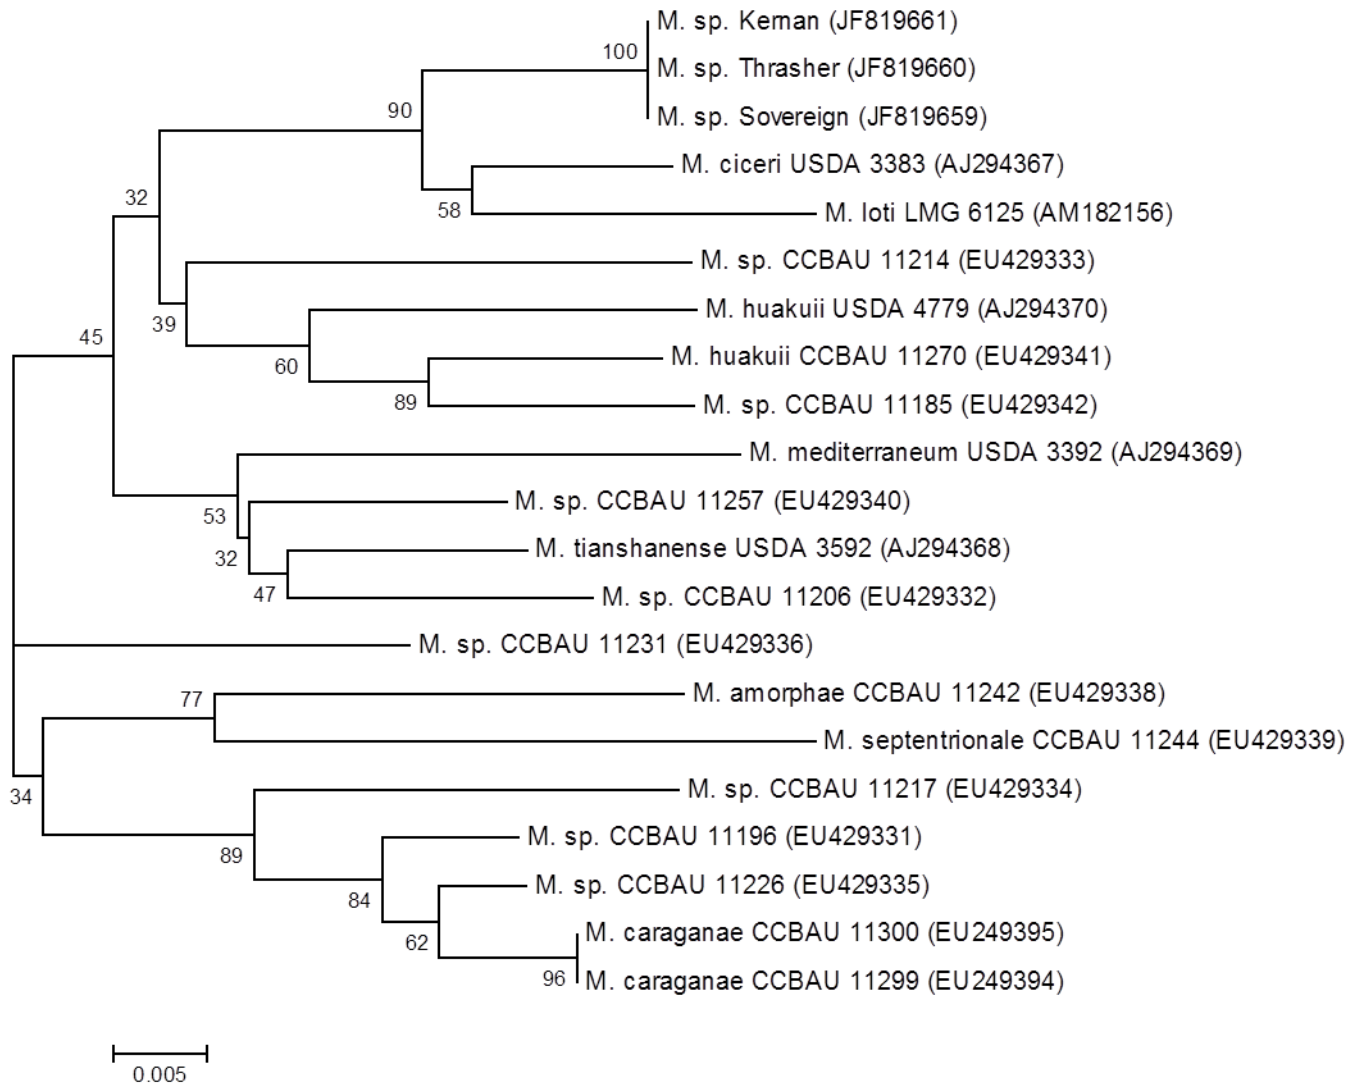 M. sp. Kernan (JF819661)
100
M. sp. Thrasher (JF819660)
90
M. sp. Sovereign (JF819659)
M. ciceri USDA 3383 (AJ294367)
32
58
M. loti LMG 6125 (AM182156)
M. sp. CCBAU 11214 (EU429333)
39
M. huakuii USDA 4779 (AJ294370)
45
60
M. huakuii CCBAU 11270 (EU429341)
89
M. sp. CCBAU 11185 (EU429342)
M. mediterraneum USDA 3392 (AJ294369)
53
M. sp. CCBAU 11257 (EU429340)
32
M. tianshanense USDA 3592 (AJ294368)
47
M. sp. CCBAU 11206 (EU429332)
M. sp. CCBAU 11231 (EU429336)
77
M. amorphae CCBAU 11242 (EU429338)
M. septentrionale CCBAU 11244 (EU429339)
34
M. sp. CCBAU 11217 (EU429334)
89
M. sp. CCBAU 11196 (EU429331)
84
M. sp. CCBAU 11226 (EU429335)
62
M. caraganae CCBAU 11300 (EU249395)
96
M. caraganae CCBAU 11299 (EU249394)
0.005